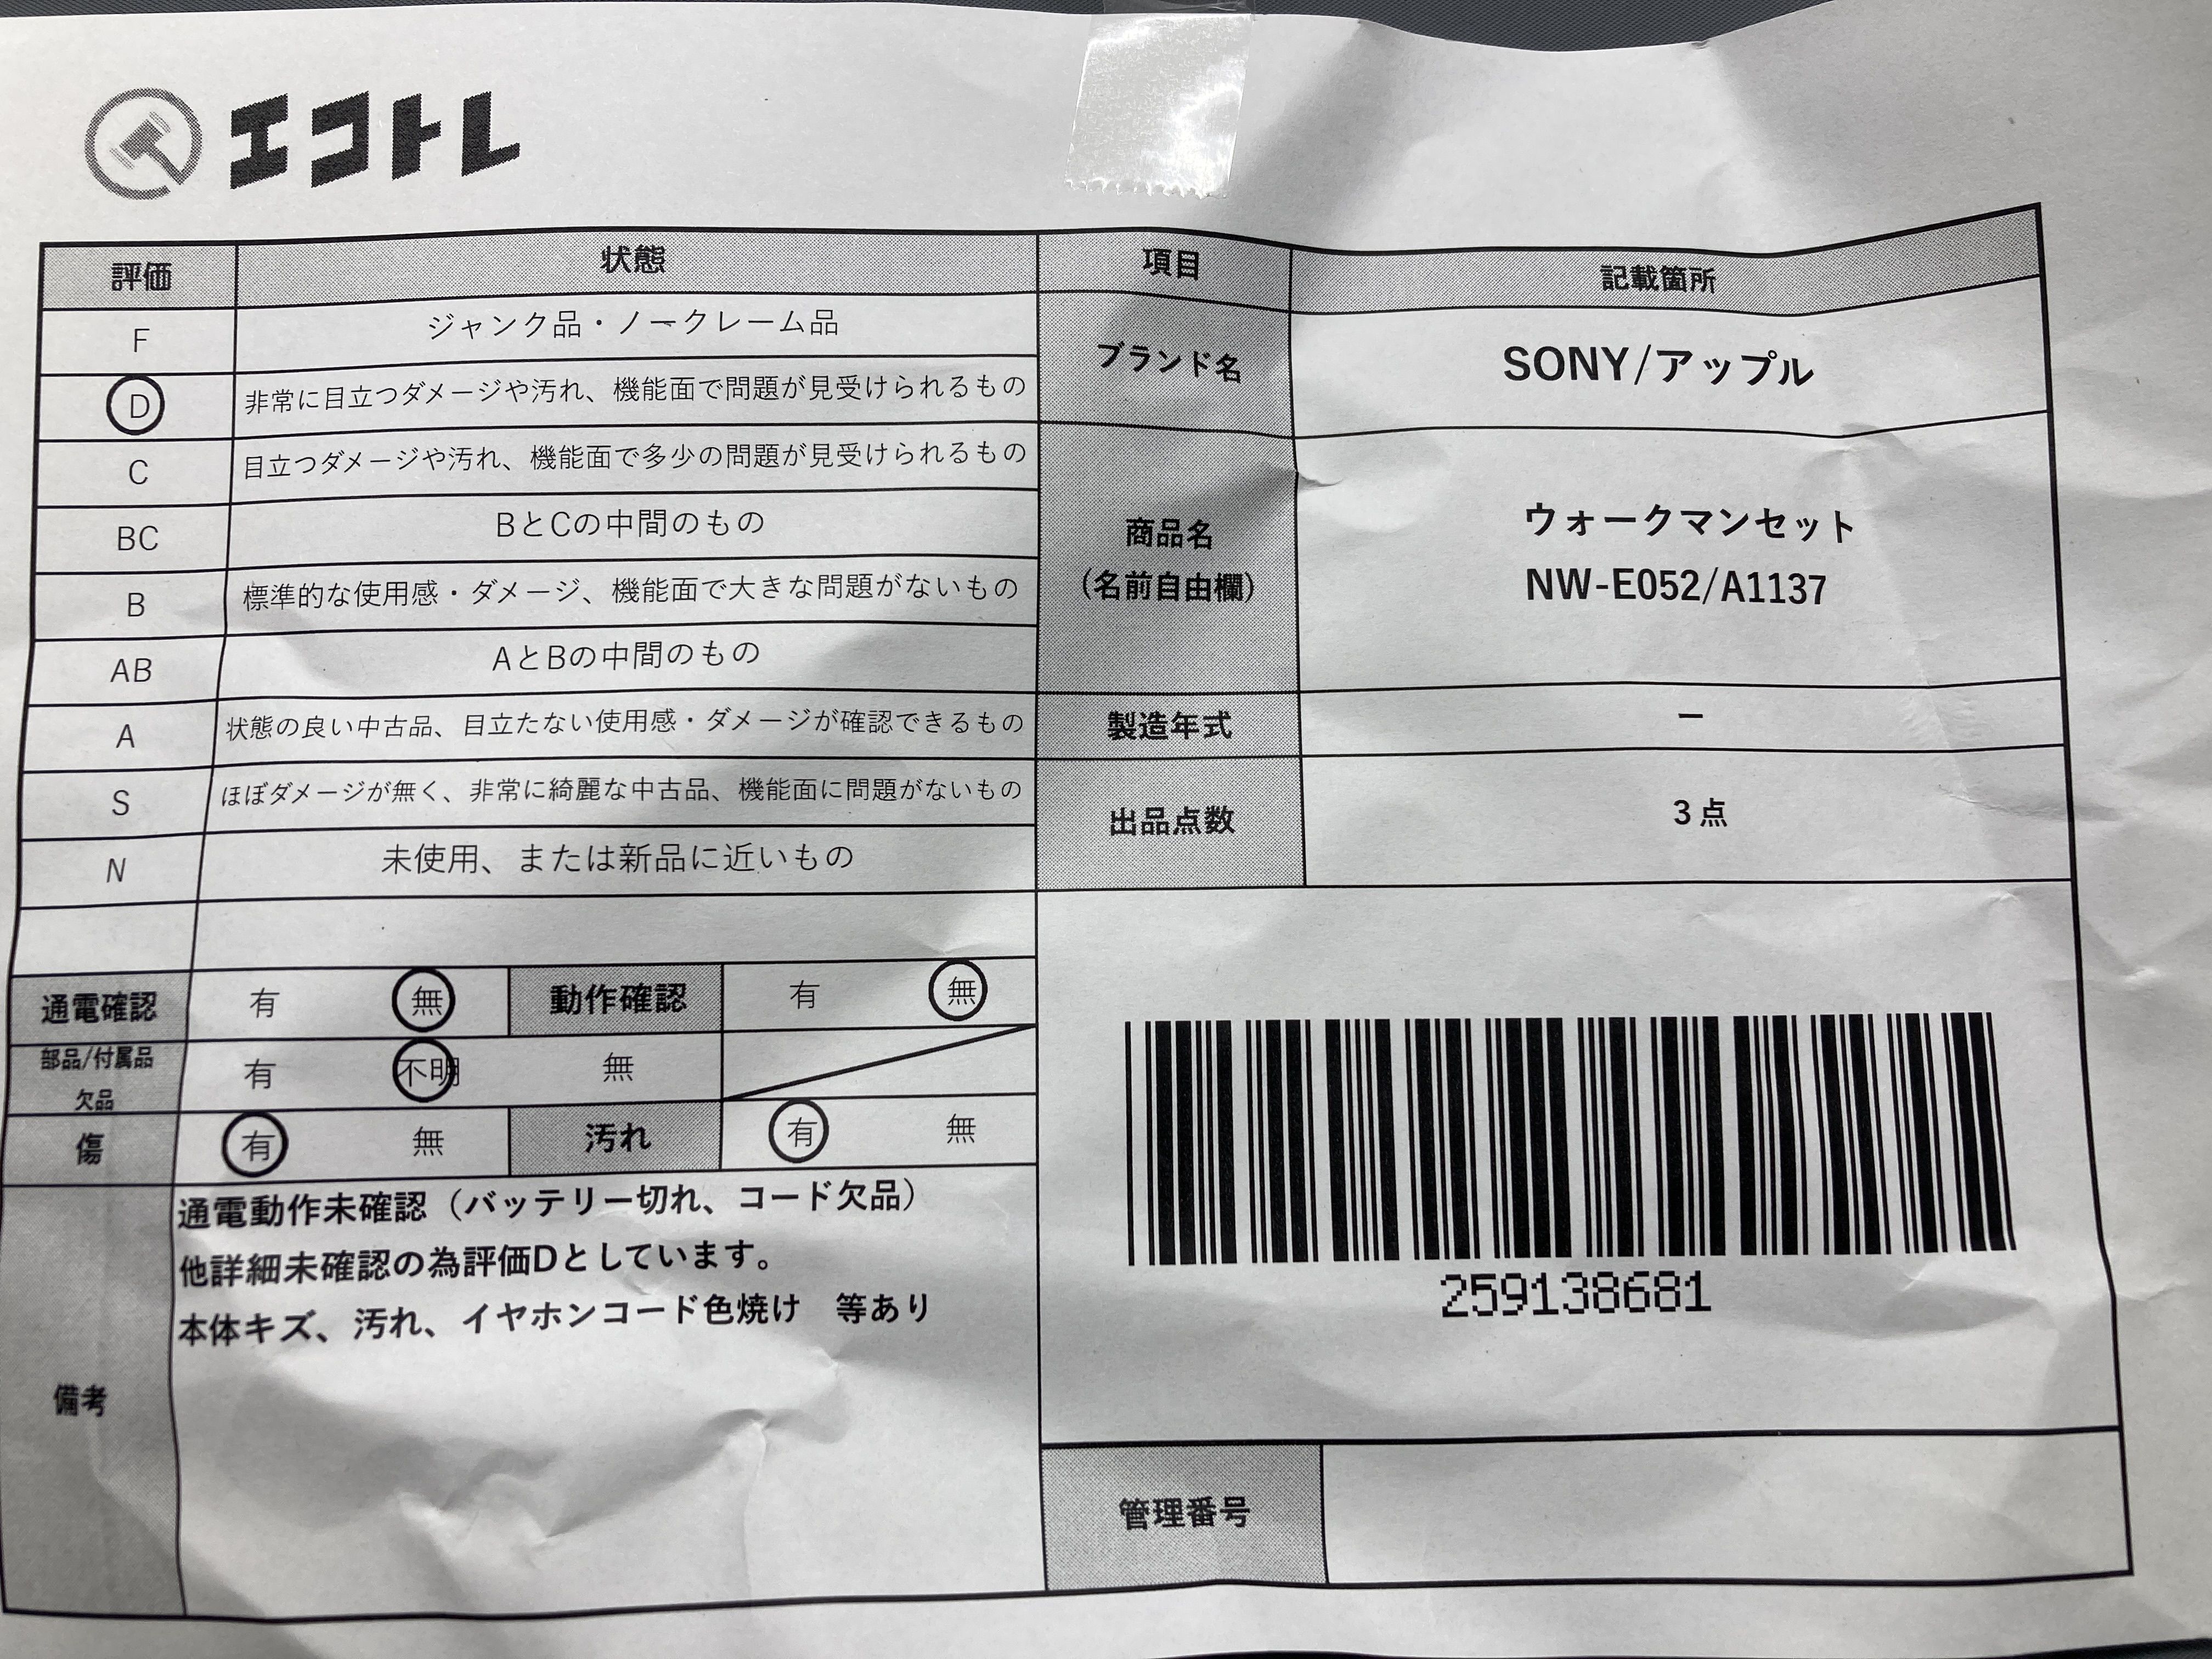 エコトレ
評価 状態
F ジャンク品・ノークレーム品
D 非常に目立つダメージや汚れ、機能面で問題が見受けられるもの
C 目立つダメージや汚れ、機能面で多少の問題が見受けられるもの
BC BとCの中間のもの
B 標準的な使用感・ダメージ、機能面で大きな問題がないもの
AB AとBの中間のもの
A 状態の良い中古品、目立たない使用感・ダメージが確認できるもの
S ほぼダメージが無く、非常に綺麗な中古品、機能面に問題がないもの
N 未使用、または新品に近いもの
通電確認 有 無 動作確認 有 無
部品/付属品
欠品
有 不明 無
傷 有 無 汚れ 有 無
備考
通電動作未確認（バッテリー切れ、コード欠品）
他詳細未確認の為評価Dとしています。
本体キズ、汚れ、イヤホンコード色焼け　等あり
項目 記載箇所
ブランド名 SONY/アップル
商品名
（名前自由欄）
ウォークマンセット
NW-E052/A1137
製造年式 ー
出品点数 3点
259138681
管理番号